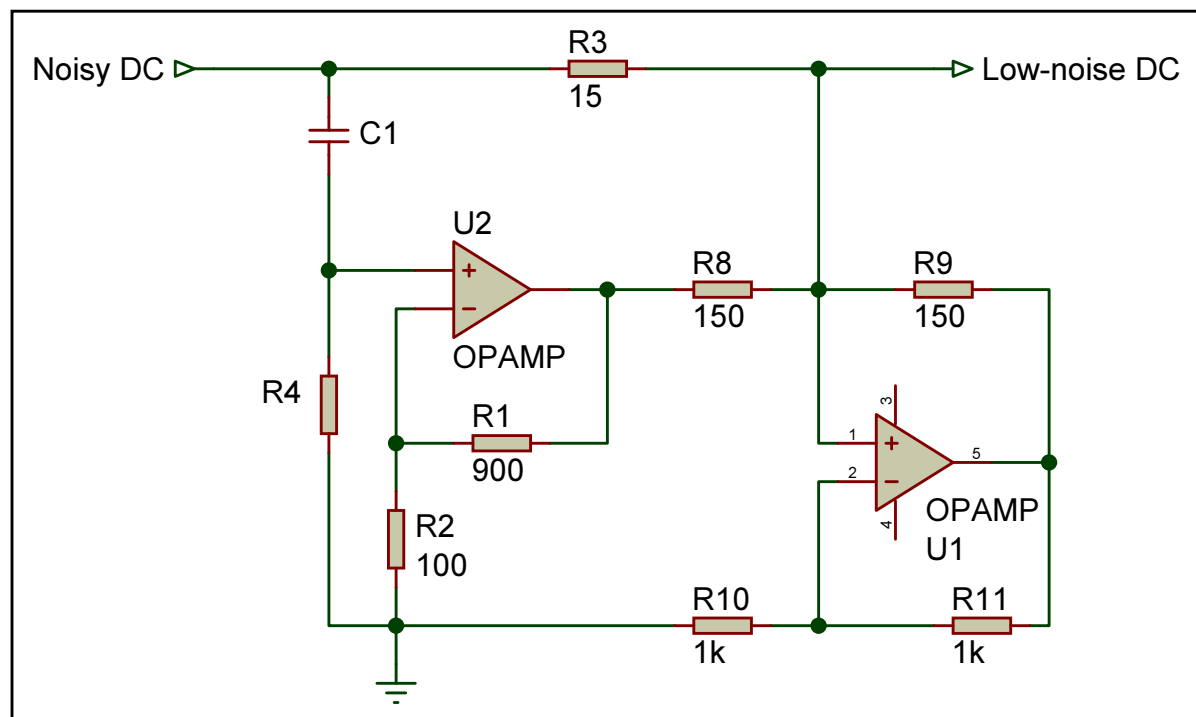 R3
Noisy DC
Low-noise DC
15
C1
U2
+
−
OPAMP
R8
150
R9
150
R4
R1
900
3
1
+
2
−
5
4
OPAMP
U1
R2
100
R10
1k
R11
1k